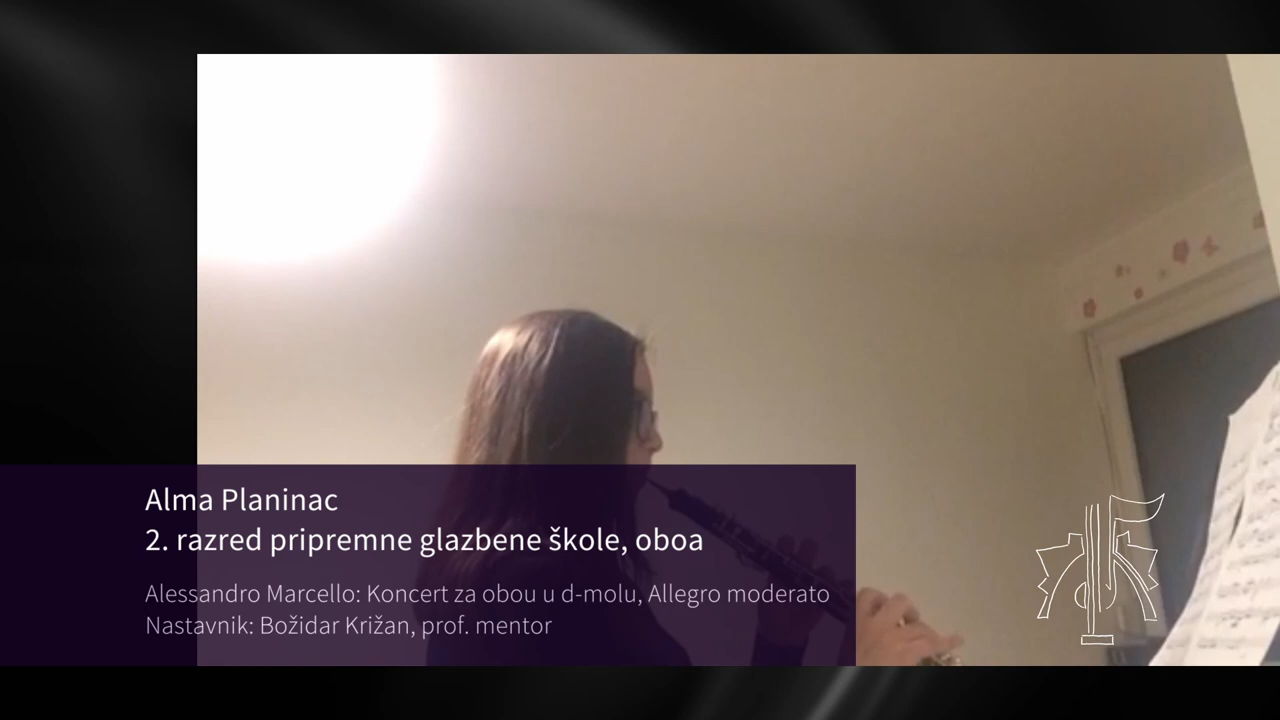 Alma Planinac
2. razred pripremne glazbene škole, oboa
Alessandro Marcello: Koncert za obou u d-molu, Allegro moderato
Nastavnik: Božidar Križan, prof. mentor